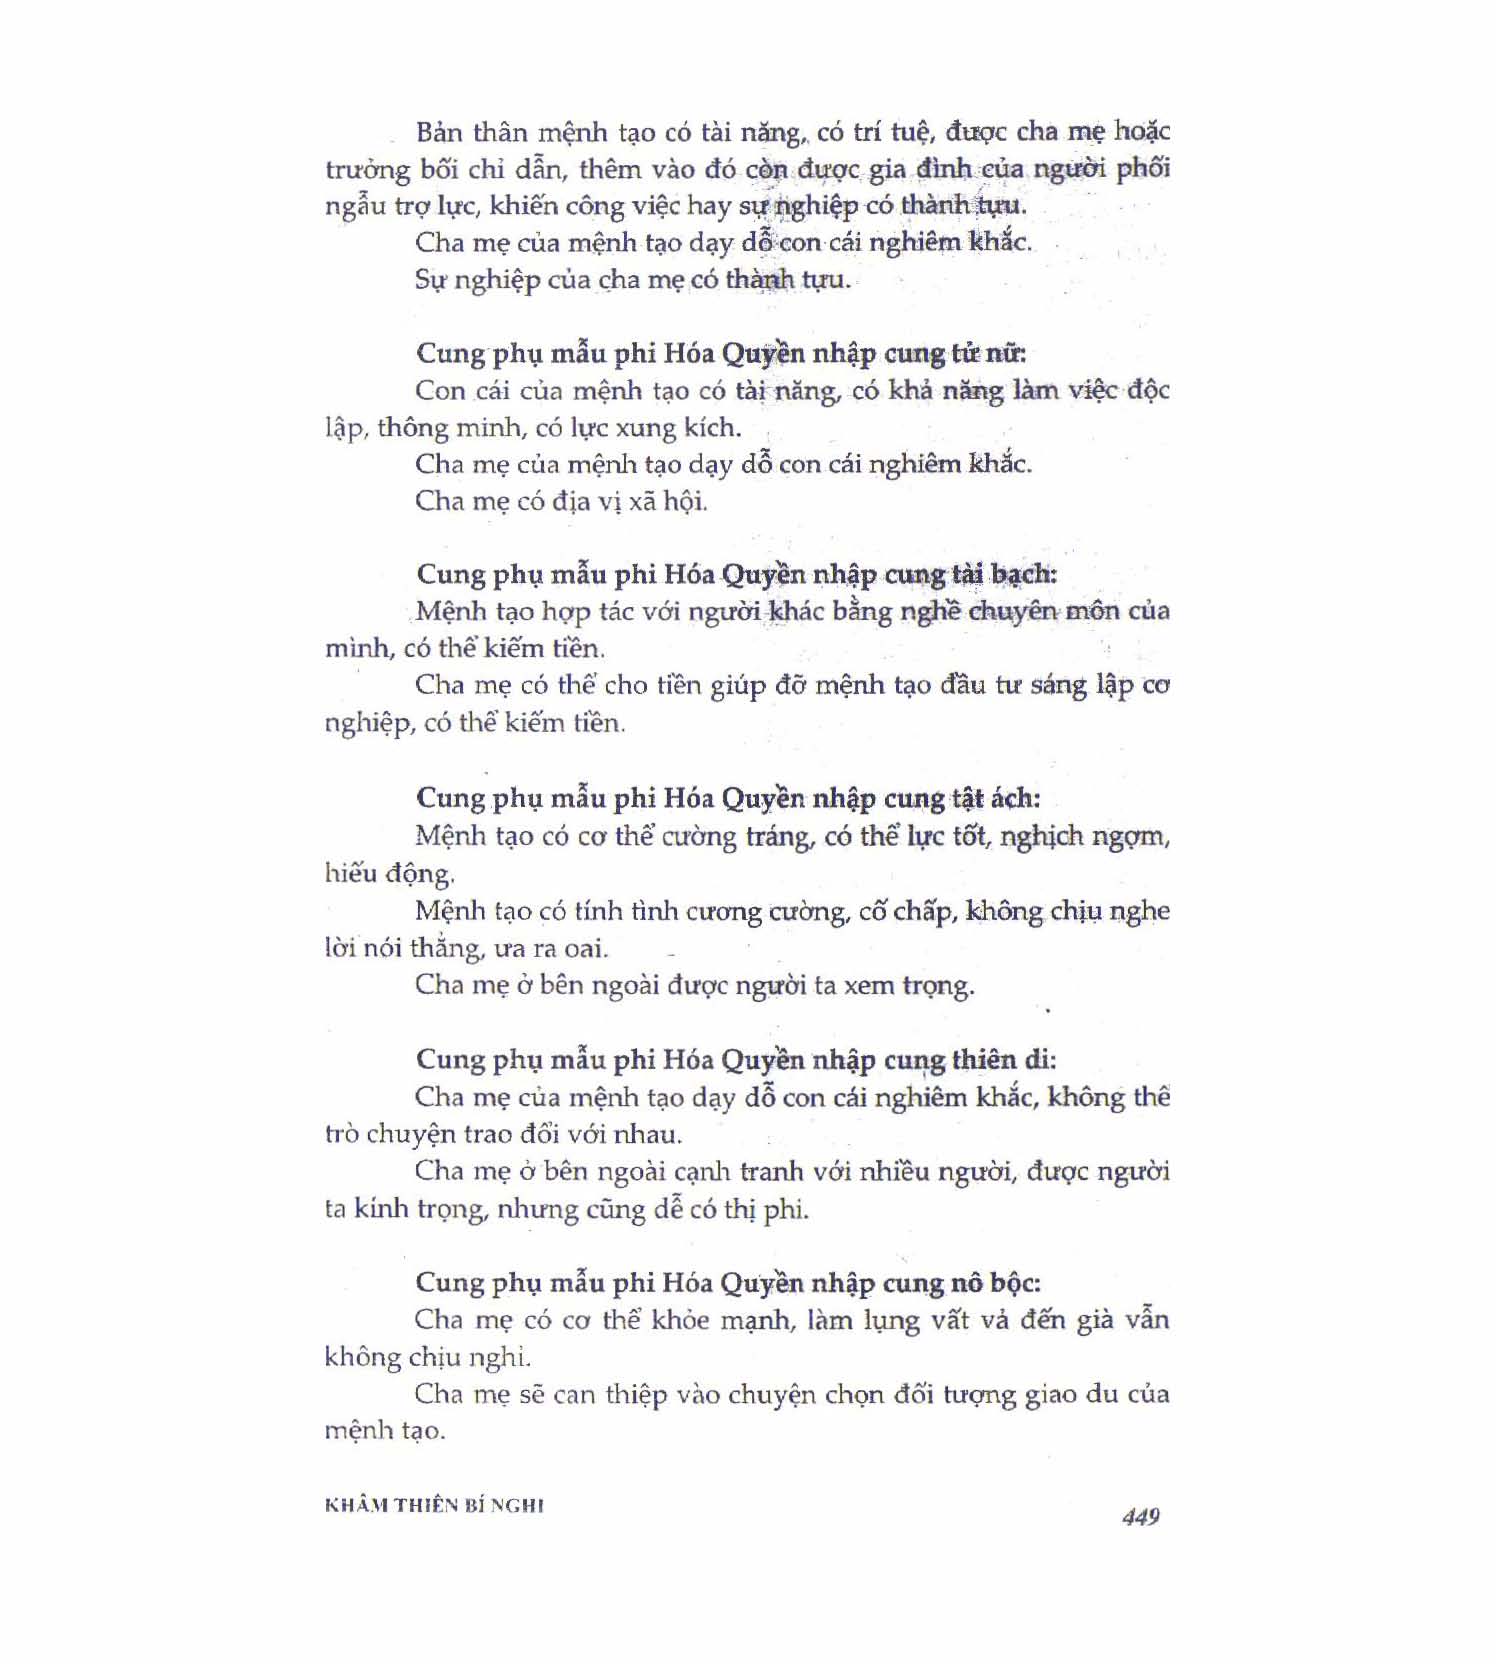 Bản thân mệnh tạo có tài năng, có trí tuệ, được cha mẹ hoặc
trưởng bối chỉ dẫn, thêm vào đó còn được gia đình của người phối
ngẫu trợ lực, khiến công việc hay sự nghiệp có thành tựu.
Cha mẹ của mệnh tạo dạy dỗ con cái nghiêm khắc.
Sự nghiệp của cha mẹ có thành tựu.
Cung phụ mẫu phi Hóa Quyền nhập cung tử nữ:
Con cái của mệnh tạo có tài năng, có khả năng làm việc độc
lập, thông minh, có lực xung kích.
Cha mẹ của mệnh tạo dạy dỗ con cái nghiêm khắc.
Cha mẹ có địa vị xã hội.
Cung phụ mẫu phi Hóa Quyền nhập cung tài bạch:
Mệnh tạo hợp tác với người khác bằng nghề chuyên môn của
mình, có thể kiếm tiền.
Cha mẹ có thể cho tiền giúp đỡ mệnh tạo đầu tư sáng lập cơ
nghiệp, có thể kiếm tiền.
Cung phụ mẫu phi Hóa Quyền nhập cung tật ách:
Mệnh tạo có cơ thể cường tráng, có thể lực tốt, nghịch ngợm,
hiếu động.
Mệnh tạo có tính tình cương cường, cố chấp, không chịu nghe
lời nói thẳng, ưa ra oai.
Cha mẹ ở bên ngoài được người ta xem trọng.
Cung phụ mẫu phi Hóa Quyền nhập cung thiên di:
Cha mẹ của mệnh tạo dạy dỗ con cái nghiêm khắc, không thể
trò chuyện trao đổi với nhau.
Cha mẹ ở bên ngoài cạnh tranh với nhiều người, được người
ta kính trọng, nhưng cũng dễ có thị phi.
Cung phụ mẫu phi Hóa Quyền nhập cung nô bộc:
Cha mẹ có cơ thể khỏe mạnh, làm lụng vất vả đến già vẫn
không chịu nghỉ.
Cha mẹ sẽ can thiệp vào chuyện chọn đối tượng giao du của
mệnh tạo.
KHÂM THIÊN BÍ NGHI
449